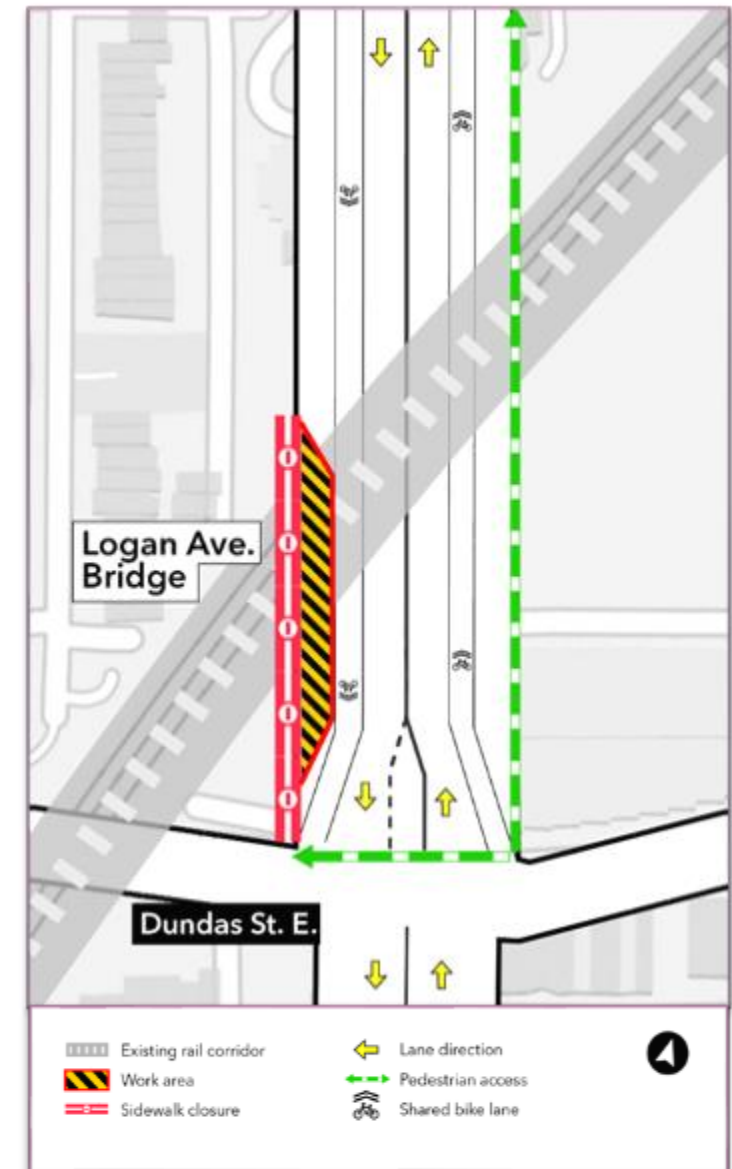 Logan Ave.
Bridge
Dundas St. E.
Existing rail corridor
Work area
Sidewalk closure
Lane direction
Pedestrian access
Shared bike lane